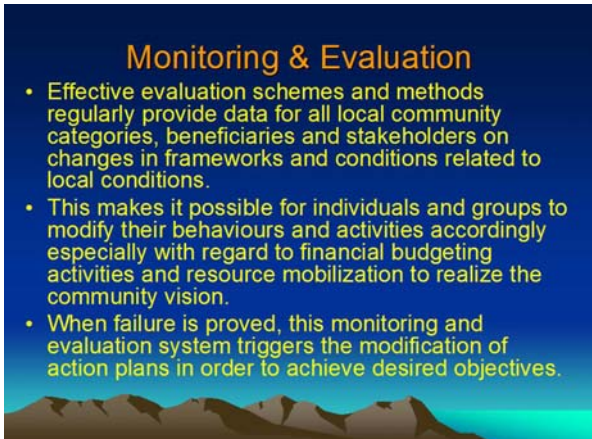 Monitoring & Evaluation
• Effective evaluation schemes and methods
regularly provide data for all local community
categories, beneficiaries and stakeholders on
changes in frameworks and conditions related to
local conditions.
• This makes it possible for individuals and groups to
modify their behaviours and activities accordingly
especially with regard to financial budgeting
activities and resource mobilization to realize the
community vision.
• When failure is proved, this monitoring and
evaluation system triggers the modification of
action plans in order to achieve desired objectives.